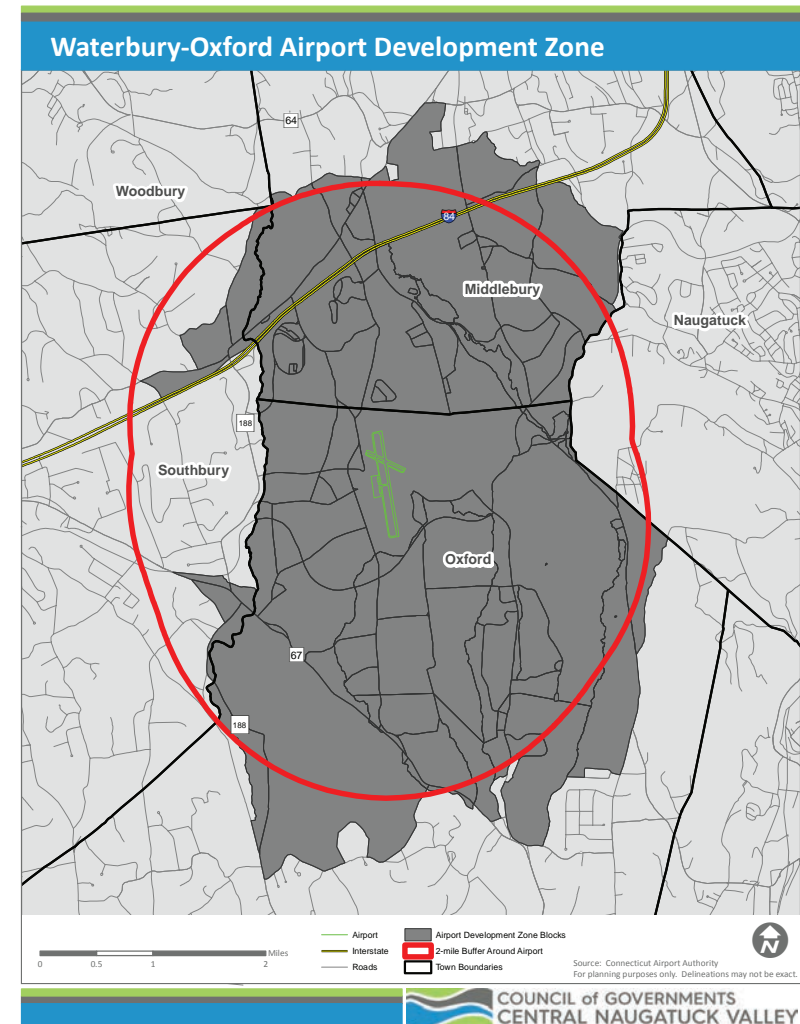 Waterbury-Oxford Airport Development Zone
64
Woodbury
84
Middlebury
Naugatuck
188
Southbury
Oxford
67
188
Miles
0 0.5 1 2
Airport
Interstate
Roads
Airport Development Zone Blocks
2-mile Buffer Around Airport
Town Boundaries
N
Source: Connecticut Airport Authority
For planning purposes only. Delineations may not be exact.
COUNCIL of GOVERNMENTS
CENTRAL NAUGATUCK VALLEY